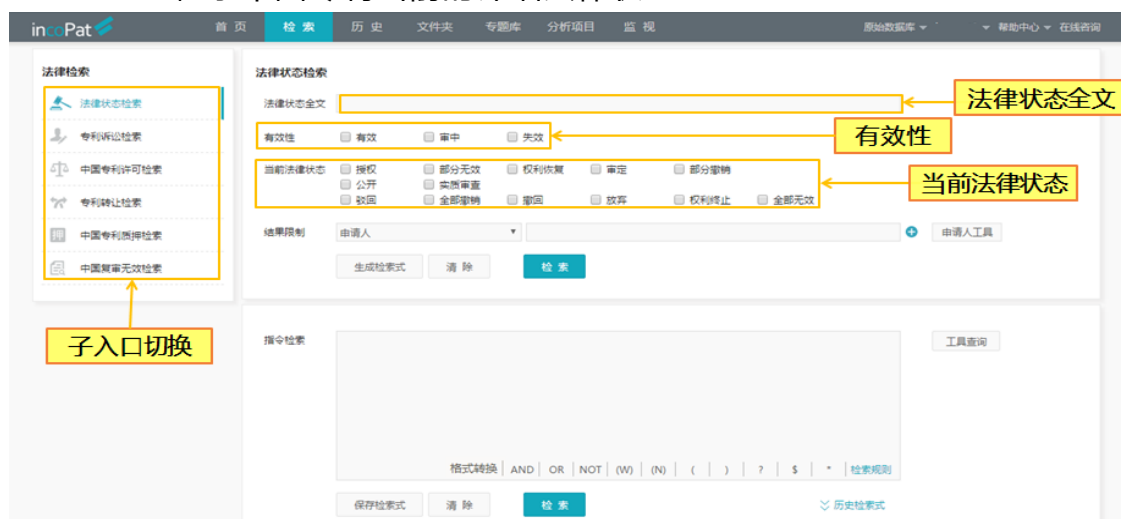 incoPat
首 页 检 索 历 史 文件夹 专题库 分析项目 监 视 原始数据库 帮助中心 在线咨询
法律检索
法律状态检索
专利诉讼检索
中国专利许可检索
专利转让检索
中国专利质押检索
中国复审无效检索
子入口切换
法律状态检索
法律状态全文
法律状态全文
有效性 有效 审中 失效
有效性
当前法律状态 授权 部分无效 权利恢复 审定 部分撤销
公开 实质审查
驳回 全部撤销 撤回 放弃 权利终止 全部无效
当前法律状态
结果限制 申请人 申请人工具
生成检索式 清 除 检 索
指令检索 工具查询
格式转换 AND OR NOT (W) (N) ( ) ? $ * 检索规则
保存检索式 清 除 检 索 历史检索式